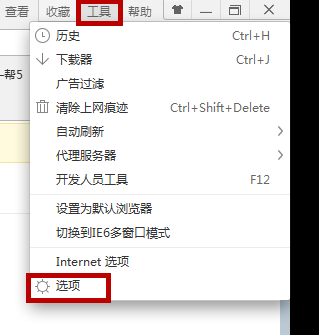 查看 收藏 工具 帮助
历史 Ctrl+H
下载器 Ctrl+J
-帮5
广告过滤
清除上网痕迹 Ctrl+Shift+Delete
自动刷新
代理服务器
开发人员工具 F12
设置为默认浏览器
切换到IE6多窗口模式
Internet 选项
选项